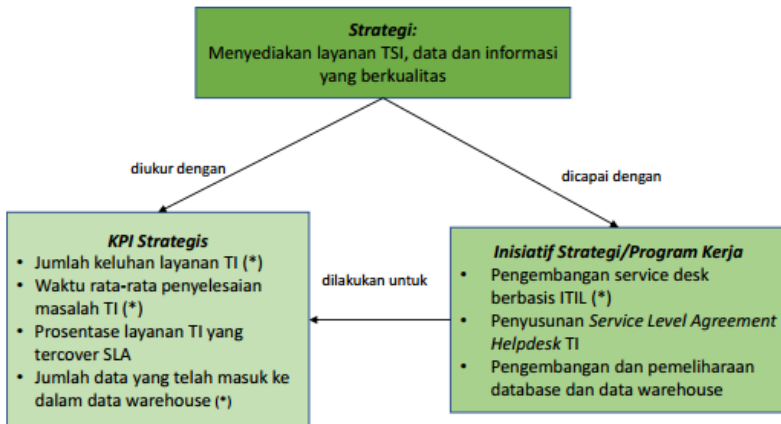 Strategi:
Menyediakan layanan TSI, data dan informasi
yang berkualitas
diukur dengan
dicapai dengan
KPI Strategis
• Jumlah keluhan layanan TI (*)
• Waktu rata-rata penyelesaian
masalah TI (*)
• Prosentase layanan TI yang
tercover SLA
• Jumlah data yang telah masuk ke
dalam data warehouse (*)
dilakukan untuk
Inisiatif Strategi/Program Kerja
• Pengembangan service desk
berbasis ITIL (*)
• Penyusunan Service Level Agreement
Helpdesk TI
• Pengembangan dan pemeliharaan
database dan data warehouse